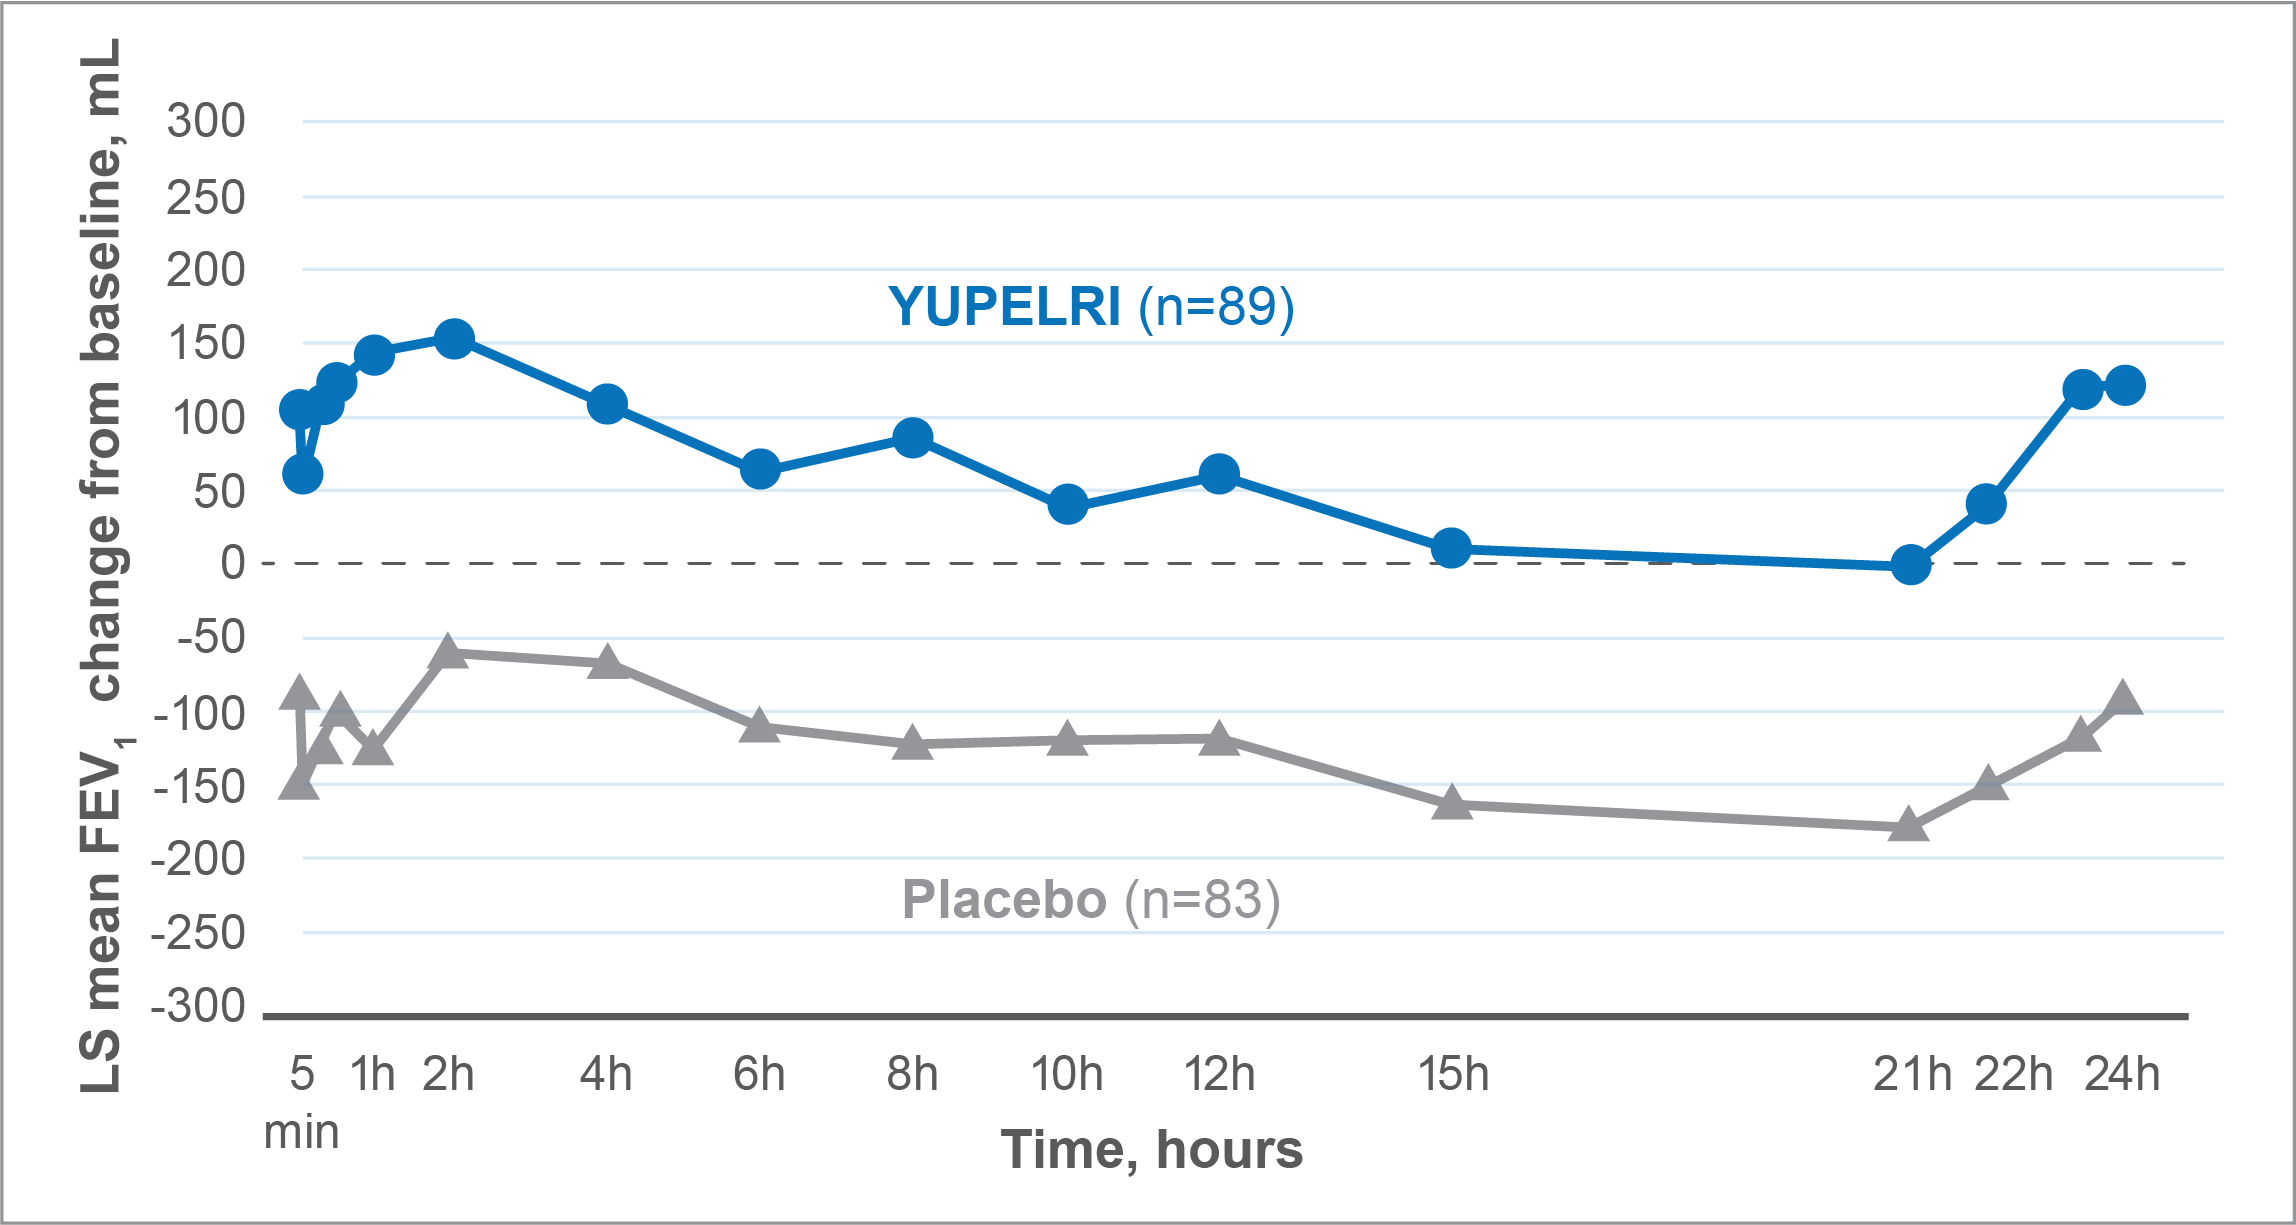 LS mean FEV1 change from baseline, mL
300
250
200
150
100
50
0
-50
-100
-150
-200
-250
-300
YUPELRI (n=89)
Placebo (n=83)
5 min 1h 2h 4h 6h 8h 10h 12h 15h 21h 22h 24h
Time, hours